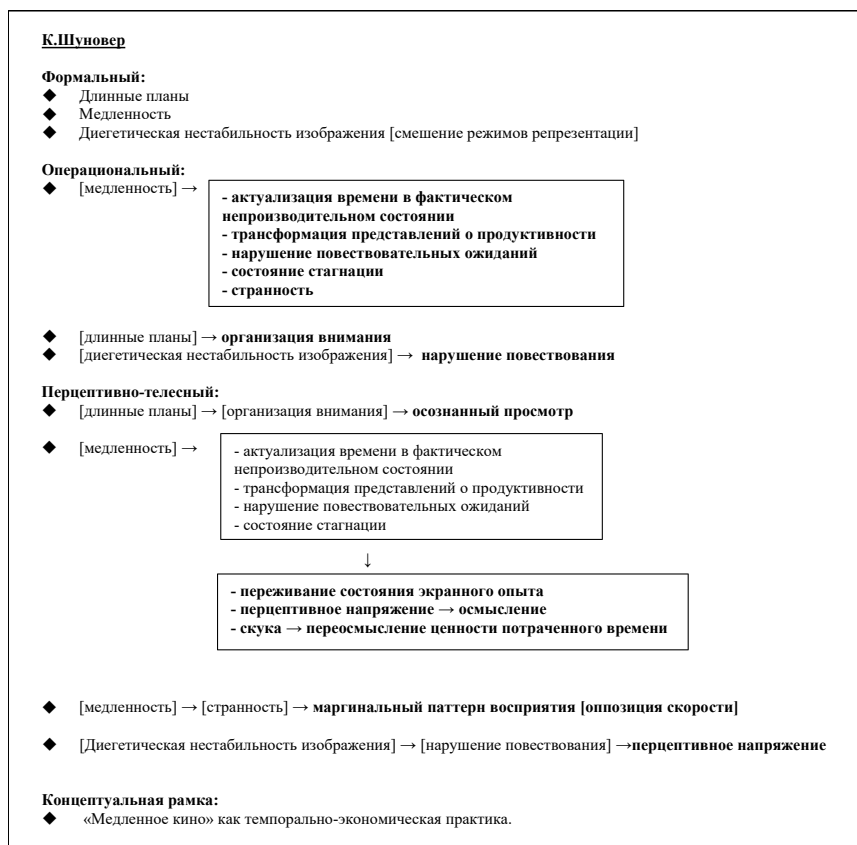 К.Шуновер
Формальный:
◆ Длинные планы
◆ Медленность
◆ Диегетическая нестабильность изображения [смешение режимов репрезентации]
Операциональный:
◆ [медленность] →
- актуализация времени в фактическом
непроизводительном состоянии
- трансформация представлений о продуктивности
- нарушение повествовательных ожиданий
- состояние стагнации
- странность
◆ [длинные планы] → организация внимания
◆ [диегетическая нестабильность изображения] → нарушение повествования
Перцептивно-телесный:
◆ [длинные планы] → [организация внимания] → осознанный просмотр
◆ [медленность] →
- актуализация времени в фактическом
непроизводительном состоянии
- трансформация представлений о продуктивности
- нарушение повествовательных ожиданий
- состояние стагнации
↓
- переживание состояния экранного опыта
- перцептивное напряжение → осмысление
- скука → переосмысление ценности потраченного времени
◆ [медленность] → [странность] → маргинальный паттерн восприятия [оппозиция скорости]
◆ [Диегетическая нестабильность изображения] → [нарушение повествования] →перцептивное напряжение
Концептуальная рамка:
◆ «Медленное кино» как темпорально-экономическая практика.